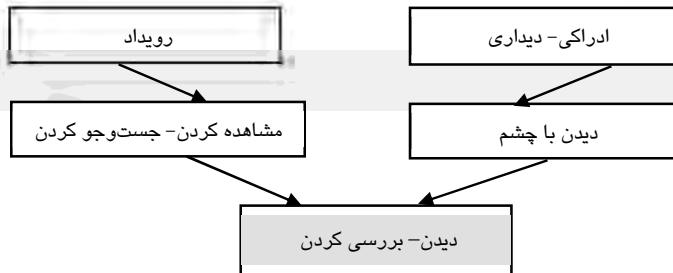 ادراکی– دیداری
رویداد
دیدن با چشم
مشاهده کردن– جست‌وجو کردن
دیدن– بررسی کردن